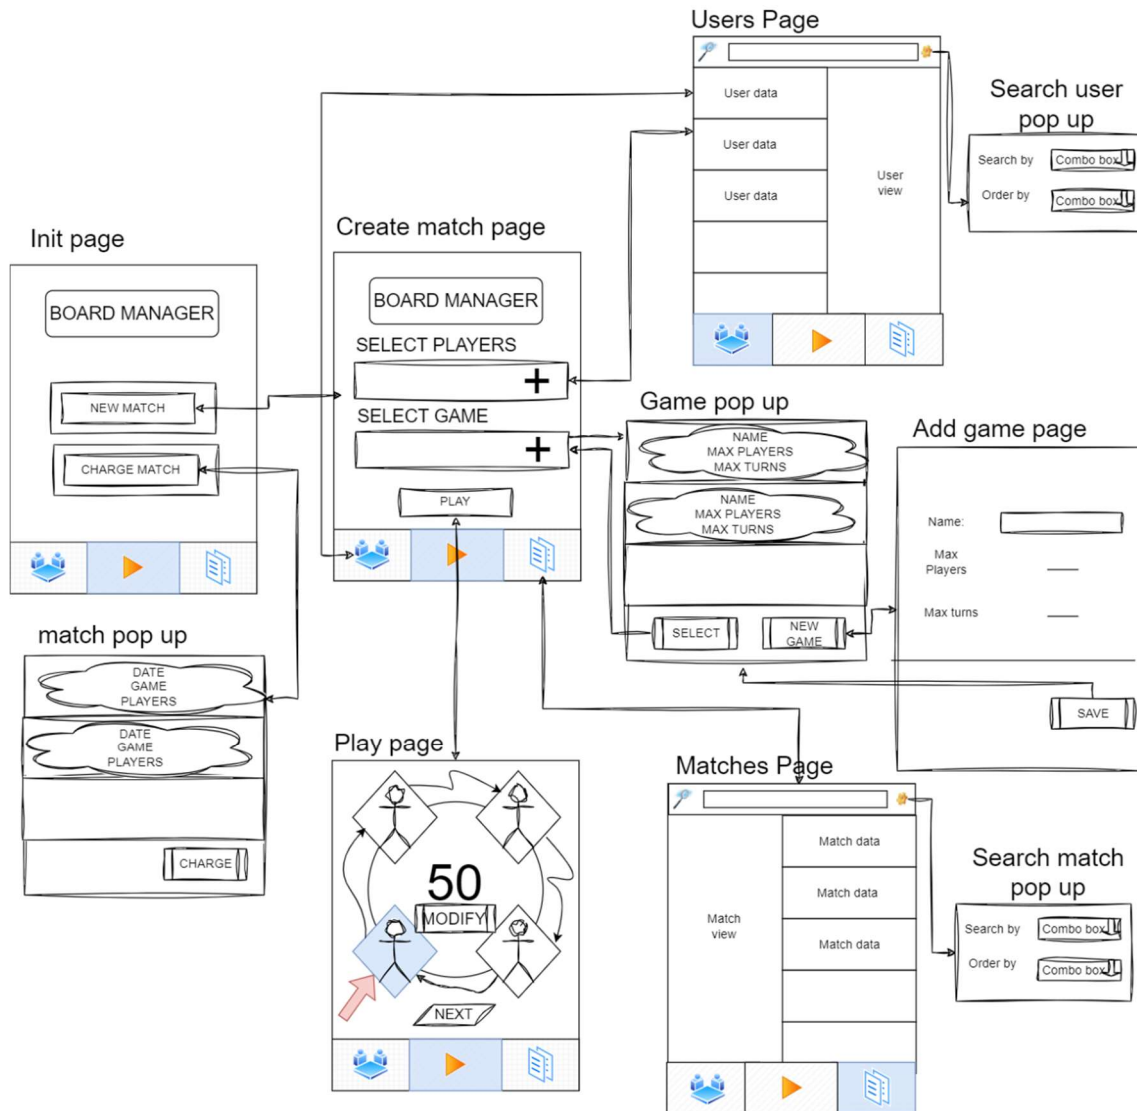 Users Page
User data
User data
User data
User
view
Search user
pop up
Search by
Combo box
Order by
Combo box
Init page
BOARD MANAGER
NEW MATCH
CHARGE MATCH
Create match page
BOARD MANAGER
SELECT PLAYERS
+
SELECT GAME
+
PLAY
Game pop up
NAME
MAX PLAYERS
MAX TURNS
NAME
MAX PLAYERS
MAX TURNS
SELECT
NEW
GAME
Add game page
Name:
Max
Players
Max turns
SAVE
match pop up
DATE
GAME
PLAYERS
DATE
GAME
PLAYERS
CHARGE
Play page
50
MODIFY
NEXT
Matches Page
Match
view
Match data
Match data
Match data
Search match
pop up
Search by
Combo box
Order by
Combo box